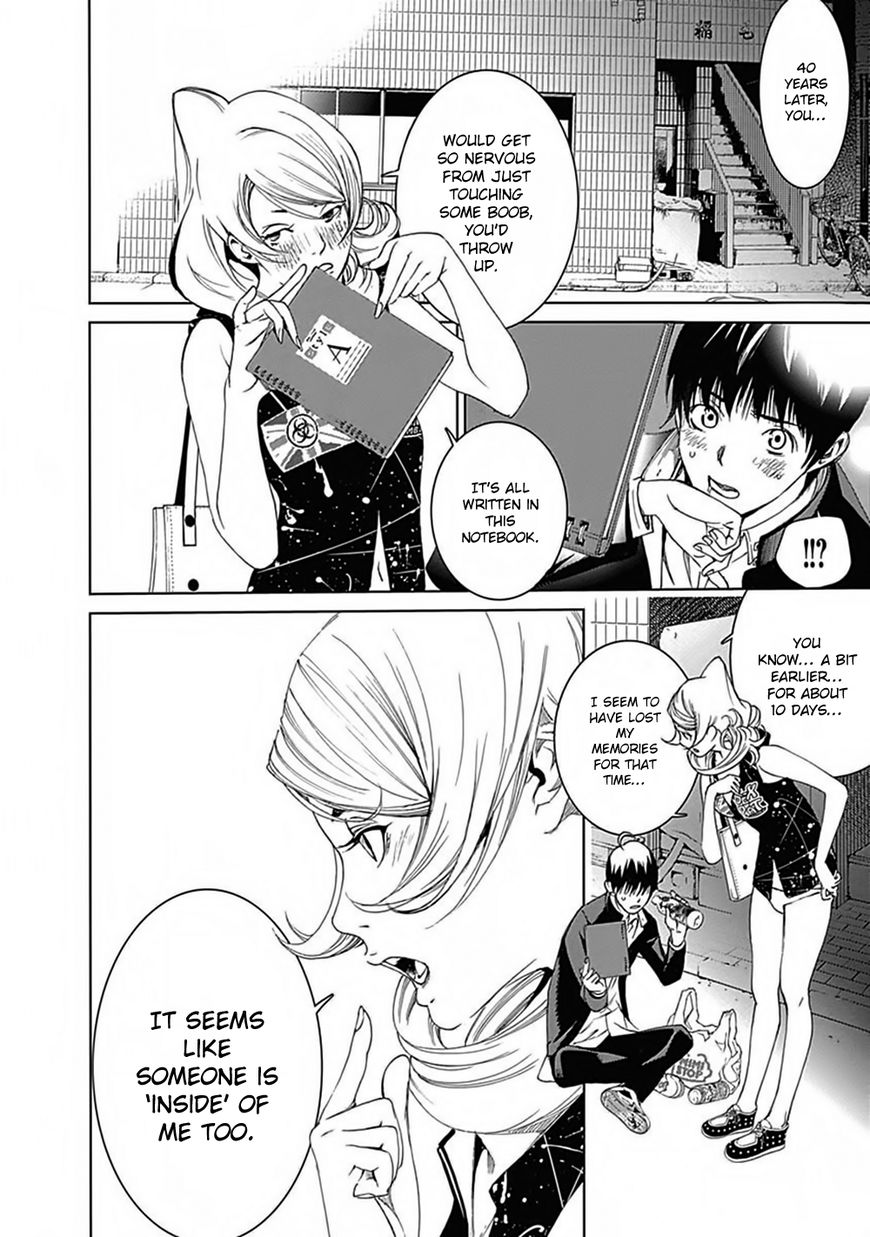 40
YEARS
LATER,
YOU...
WOULD GET
SO NERVOUS
FROM JUST
TOUCHING
SOME BOOB,
YOU'D
THROW
UP.
A
IT'S ALL
WRITTEN IN
THIS
NOTEBOOK.
!!?
YOU
KNOW... A BIT
EARLIER...
FOR ABOUT
10 DAYS...
I SEEM TO
HAVE LOST
MY
MEMORIES
FOR THAT
TIME...
MIMI
STOP
IT SEEMS
LIKE
SOMEONE IS
'INSIDE' OF
ME TOO.